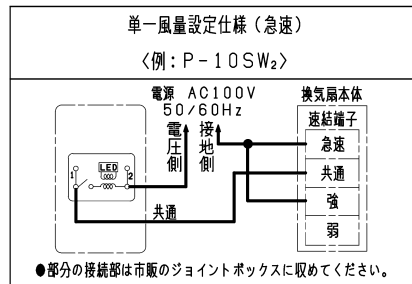 単一風量設定仕様（急速）
〈例：P-10SW₂〉
電源 AC100V
50/60Hz
換気扇本体
速結端子
電圧側
接地側
急速
共通
強
弱
LED
1
2
共通
●部分の接続部は市販のジョイントボックスに収めてください。